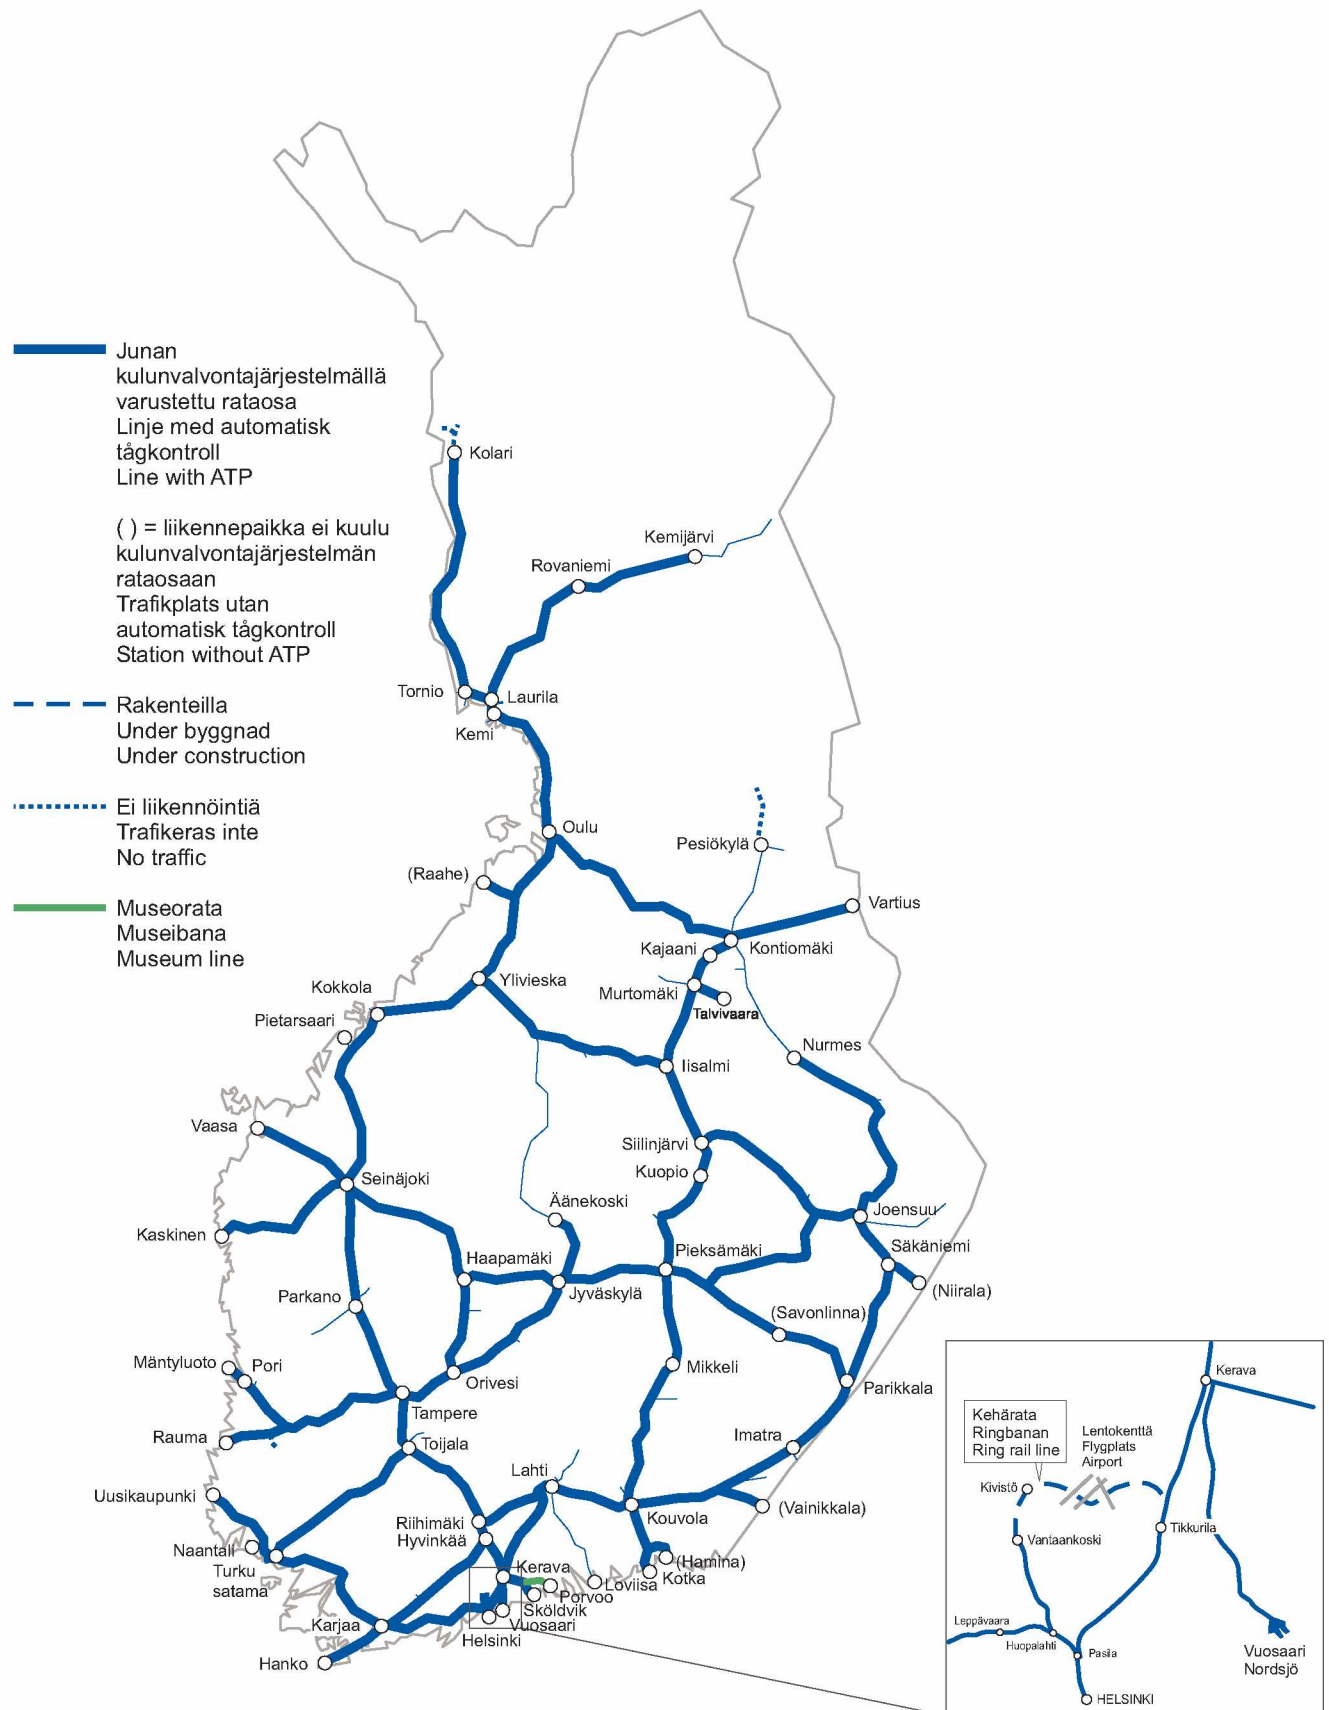 Junan
kulunvalvontajärjestelmällä
varustettu rataosa
Linje med automatisk
tågkontroll
Line with ATP
( ) = liikennepaikka ei kuulu
kulunvalvontajärjestelmän
rataosaan
Trafikplats utan
automatisk tågkontroll
Station without ATP
Rakenteilla
Under byggnad
Under construction
Ei liikennöintiä
Trafikeras inte
No traffic
Museorata
Museibana
Museum line
Kolari
Kemijärvi
Rovaniemi
Tornio
Laurila
Kemi
Oulu
Pesiökylä
(Raahe)
Vartius
Kajaani
Kontiomäki
Ylivieska
Murtomäki
Kokkola
Talvivaara
Pietarsaari
Nurmes
Iisalmi
Vaasa
Siilinjärvi
Kuopio
Seinäjoki
Äänekoski
Joensuu
Kaskinen
Säkäniemi
Haapamäki
Pieksämäki
(Niirala)
Parkano
Jyväskylä
(Savonlinna)
Mäntyluoto
Pori
Mikkeli
Orivesi
Parikkala
Tampere
Rauma
Toijala
Imatra
Lahti
Uusikaupunki
(Vainikkala)
Kouvola
Riihimäki
Hyvinkää
Naantali
Turku
satama
(Hamina)
Kerava
Kotka
Loviisa
Porvoo
Sköldvik
Vuosaari
Karjaa
Helsinki
Hanko
Kerava
Kehärata
Ringbanan
Ring rail line
Lentokenttä
Flygplats
Airport
Kivistö
Tikkurila
Vantaankoski
Leppävaara
Huopalahti
Pasila
Vuosaari
Nordsjö
HELSINKI